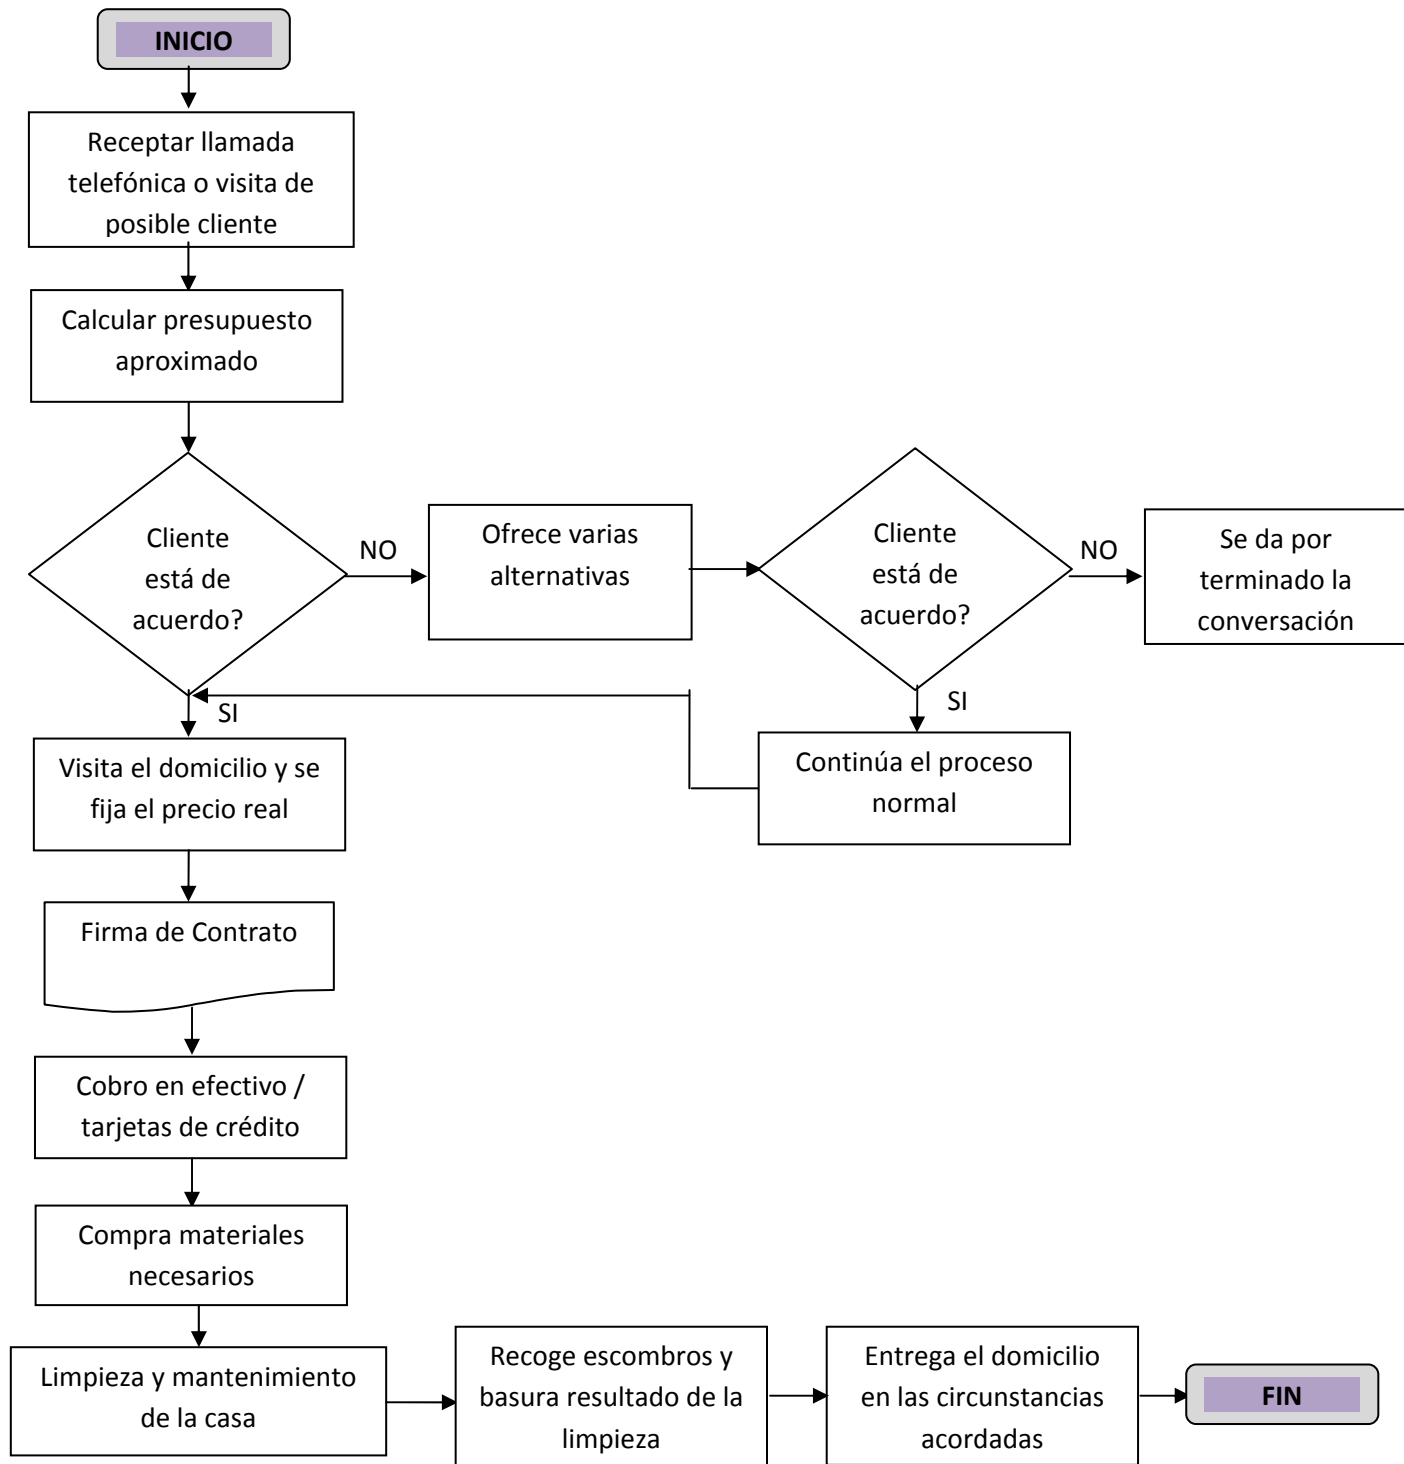 INICIO
Receptar llamada
telefónica o visita de
posible cliente
Calcular presupuesto
aproximado
Cliente
está de
acuerdo?
NO
Ofrece varias
alternativas
Cliente
está de
acuerdo?
NO
Se da por
terminado la
conversación
SI
SI
Visita el domicilio y se
fija el precio real
Continúa el proceso
normal
Firma de Contrato
Cobro en efectivo /
tarjetas de crédito
Compra materiales
necesarios
Limpieza y mantenimiento
de la casa
Recoge escombros y
basura resultado de la
limpieza
Entrega el domicilio
en las circunstancias
acordadas
FIN